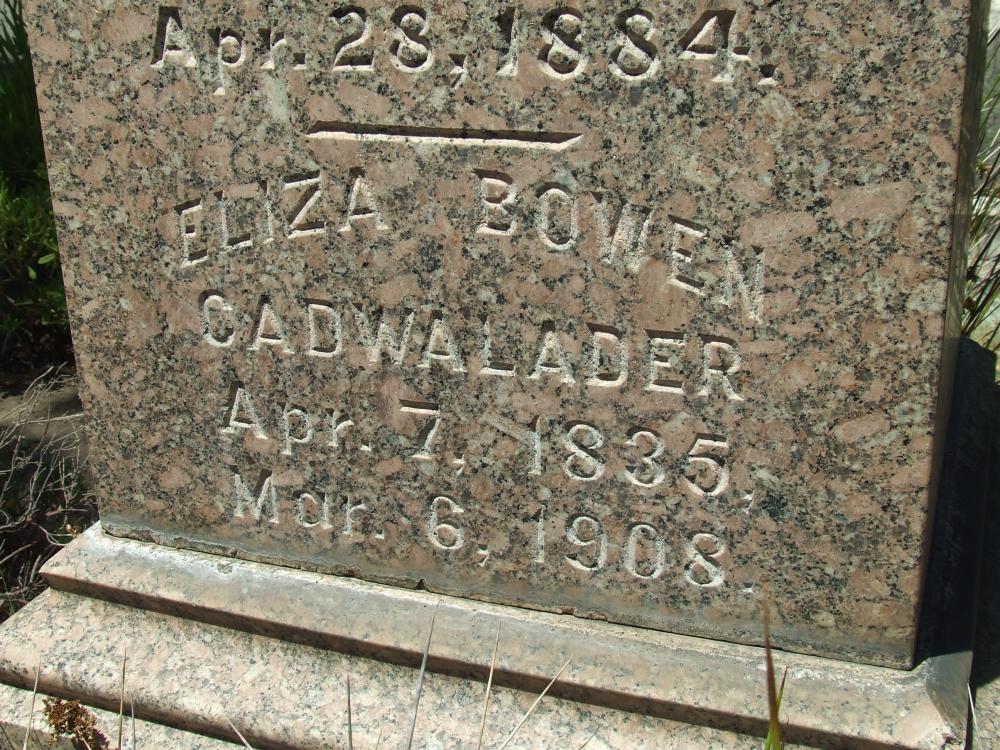 Apr. 28, 1884.
ELIZA BOWEN
CADWALADER
Apr. 7, 1835,
Mar. 6, 1908.